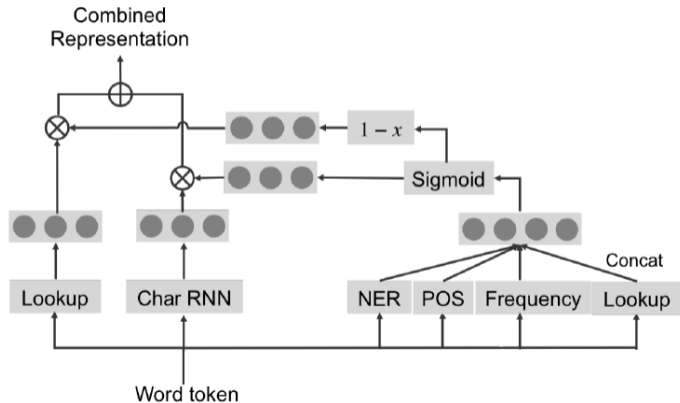 Combined
Representation
1 − x
Sigmoid
Concat
Lookup
Char RNN
NER
POS
Frequency
Lookup
Word token